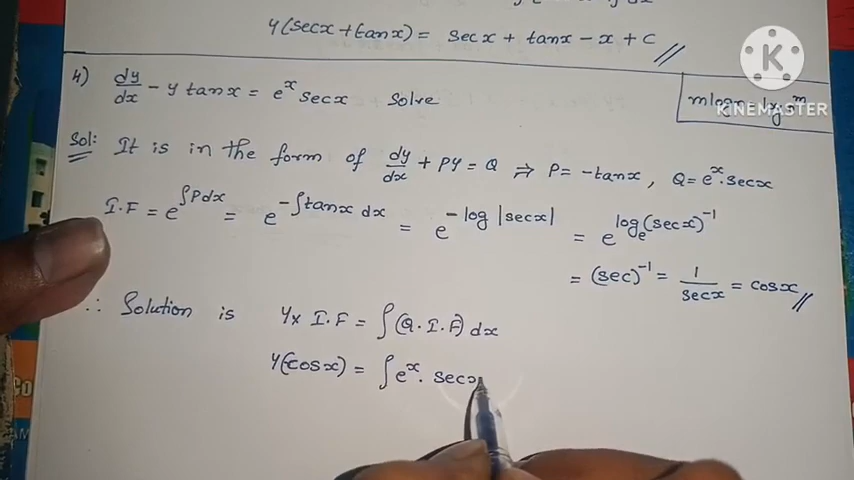 y(secx + tanx) = secx + tanx − x + c
K
KINEMASTER
4) dy/dx − y tanx = e^x secx Solve
Sol: It is in the form of dy/dx + Py = Q ⇒ P = −tanx, Q = e^x. secx
I.F = e^∫Pdx = e^−∫tanx dx = e^−log|secx| = e^log_e(secx)^−1
= (sec)^−1 = 1/secx = cosx //
∴ Solution is y x I.F = ∫(Q. I.F) dx
y(cosx) = ∫e^x. secx